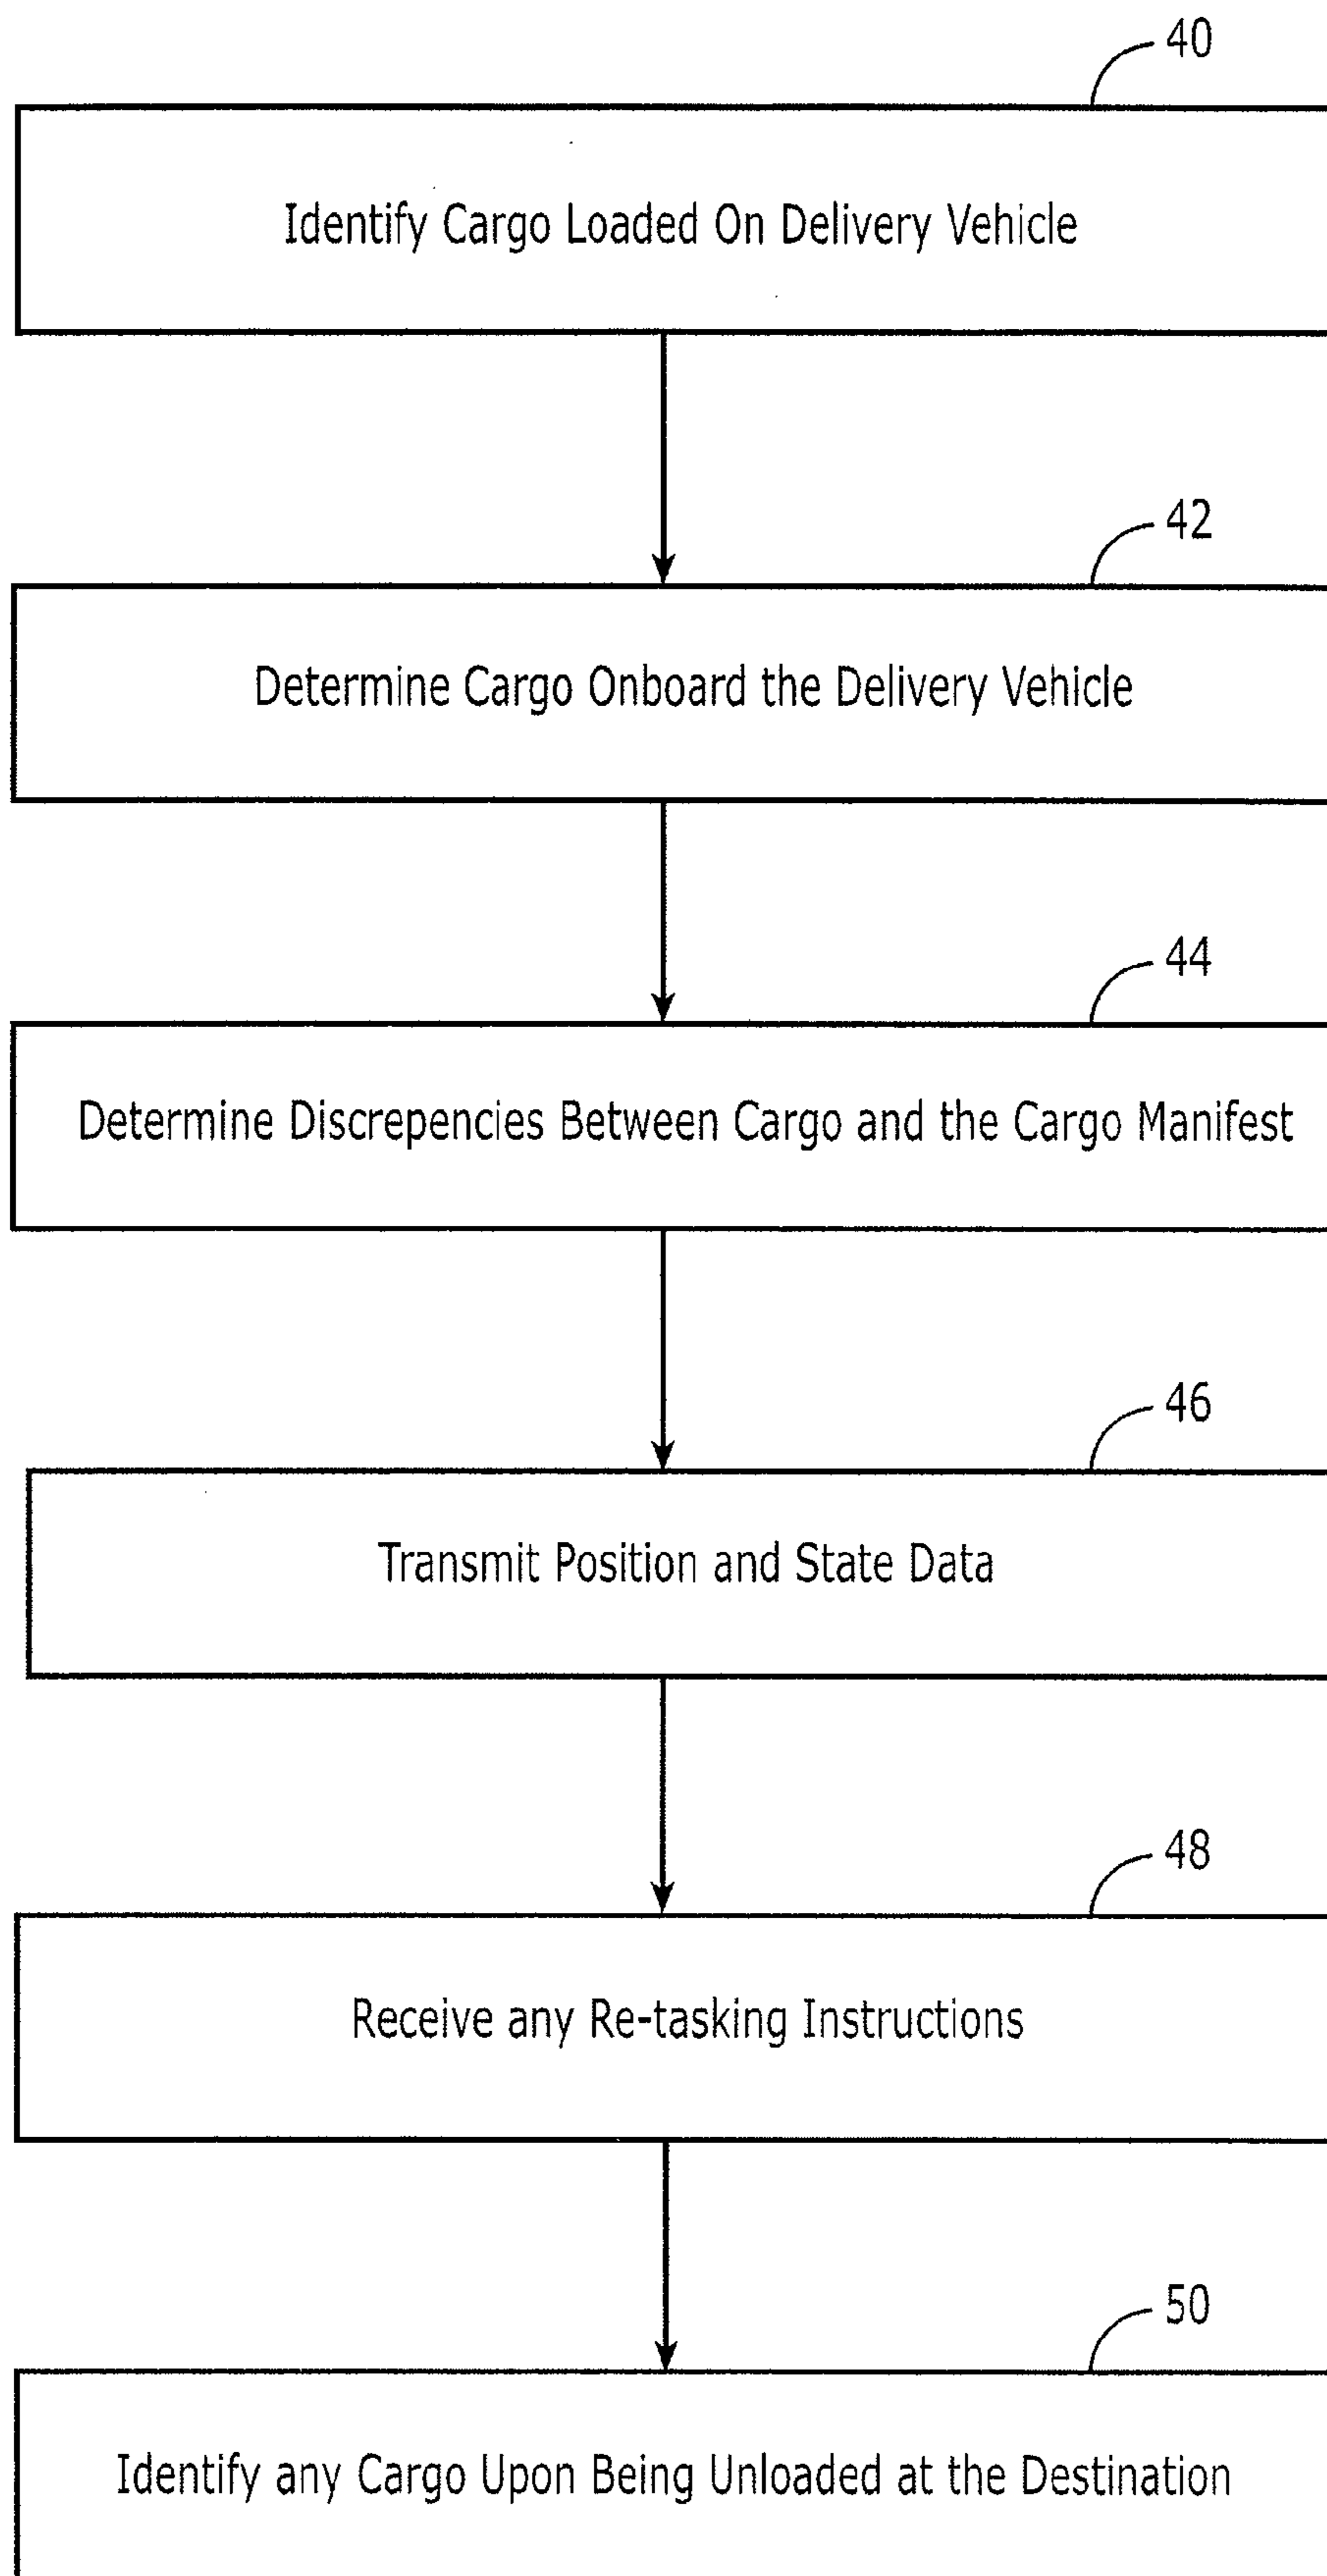 40
Identify Cargo Loaded On Delivery Vehicle
42
Determine Cargo Onboard the Delivery Vehicle
44
Determine Discrepencies Between Cargo and the Cargo Manifest
46
Transmit Position and State Data
48
Receive any Re-tasking Instructions
50
Identify any Cargo Upon Being Unloaded at the Destination